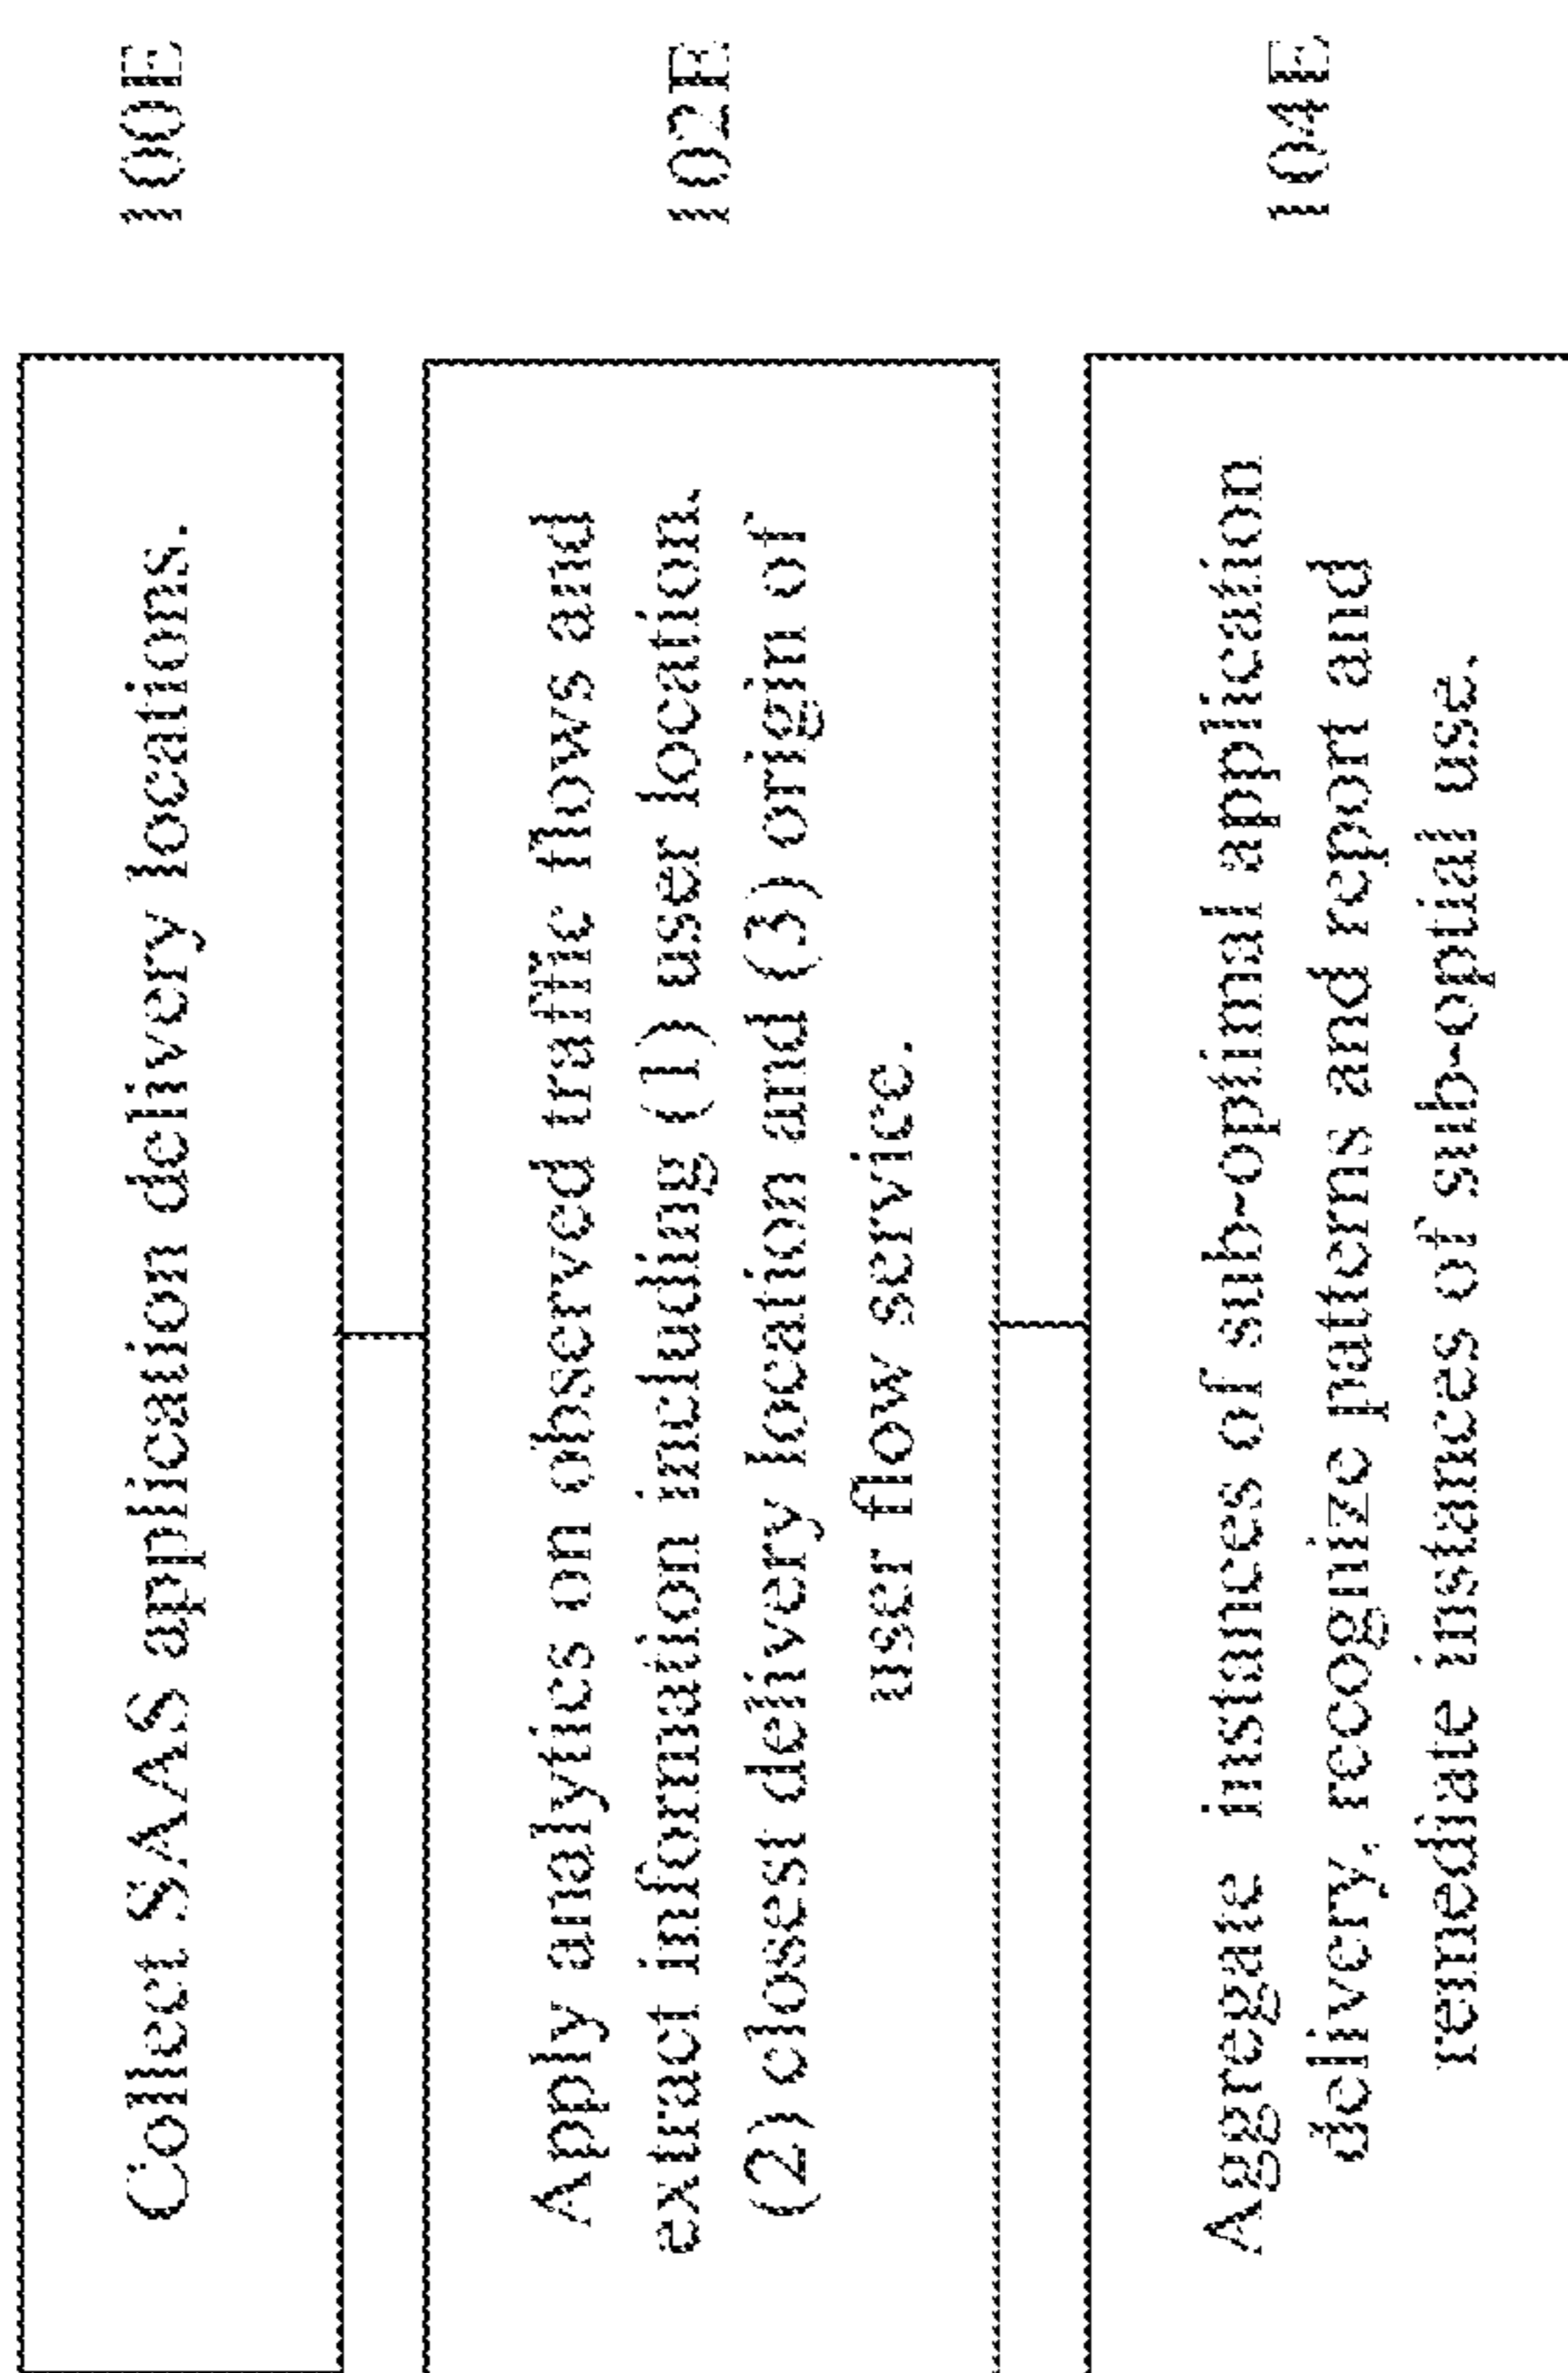 Collect SAAS application delivery locations.
100E
Apply analytics on observed traffic flows and
extract information including (1) user location.
(2) closest delivery location and (3) origin of
user flow service.
102E
Aggregate instances of sub-optimal application
delivery, recognize patterns and report and
remediate instances of sub-optial use.
104E